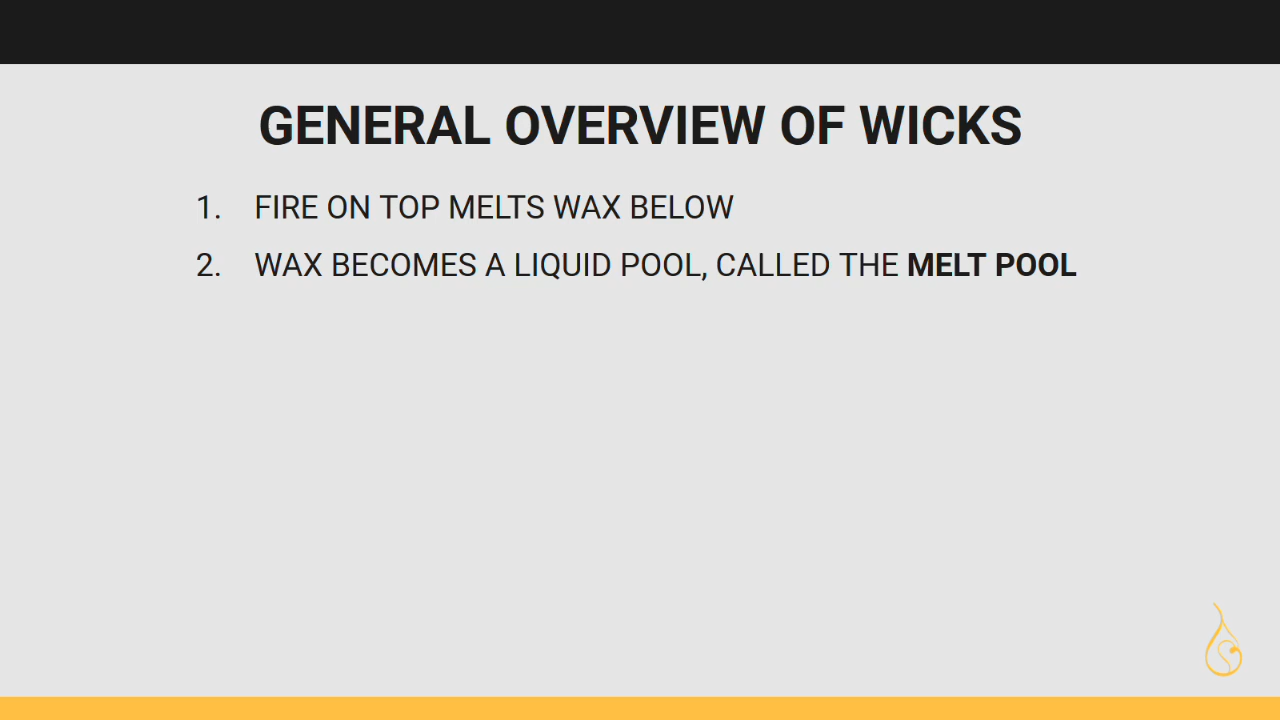 GENERAL OVERVIEW OF WICKS
1. FIRE ON TOP MELTS WAX BELOW
2. WAX BECOMES A LIQUID POOL, CALLED THE MELT POOL